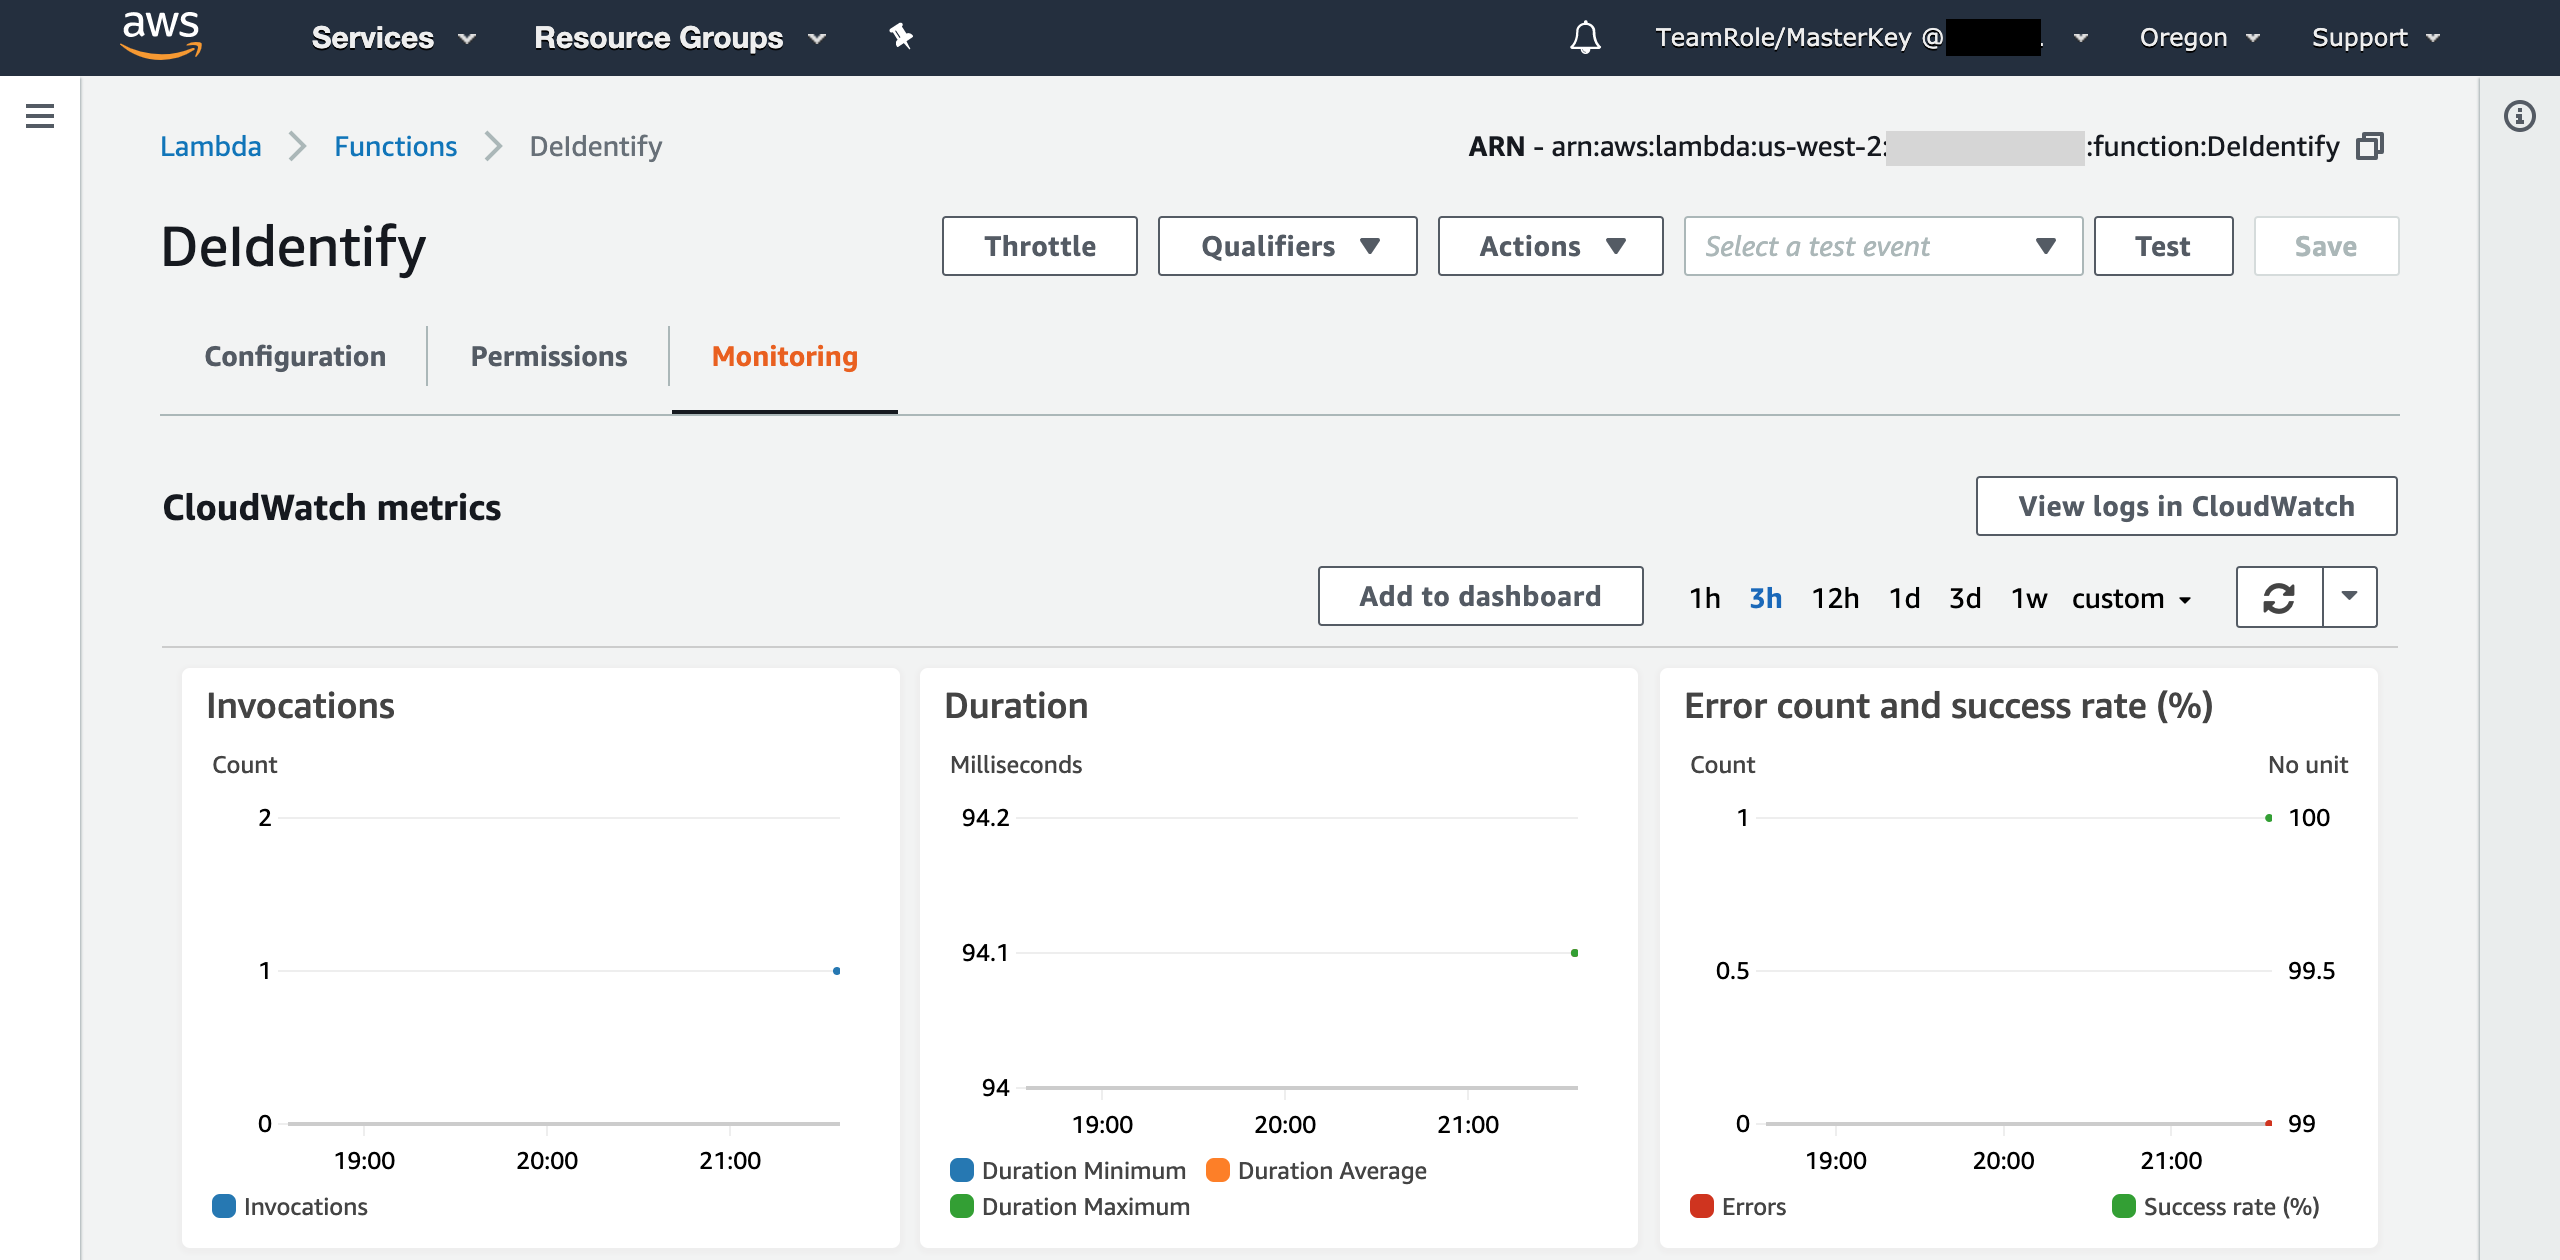 aws Services Resource Groups TeamRole/MasterKey @ Oregon Support
Lambda Functions DeIdentify ARN - arn:aws:lambda:us-west-2: :function:DeIdentify
DeIdentify Throttle Qualifiers Actions Select a test event Test Save
Configuration Permissions Monitoring
CloudWatch metrics View logs in CloudWatch
Add to dashboard 1h 3h 12h 1d 3d 1w custom
Invocations
Count
2
1
0
19:00 20:00 21:00
Invocations
Duration
Milliseconds
94.2
94.1
94
19:00 20:00 21:00
Duration Minimum Duration Average
Duration Maximum
Error count and success rate (%)
Count No unit
1 100
0.5 99.5
0 99
19:00 20:00 21:00
Errors Success rate (%)